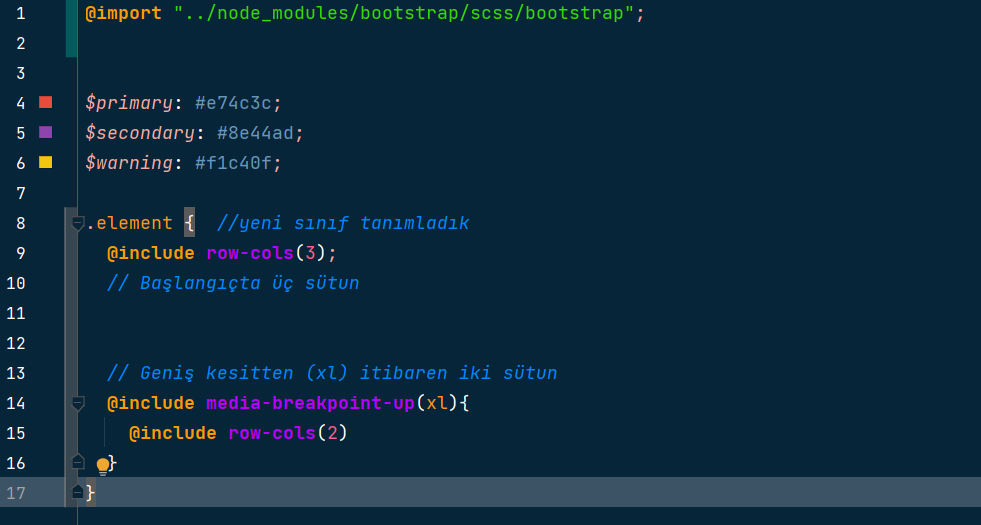 1 @import "../node_modules/bootstrap/scss/bootstrap";
2
3
4 $primary: #e74c3c;
5 $secondary: #8e44ad;
6 $warning: #f1c40f;
7
8 .element { //yeni sınıf tanımladık
9 @include row-cols(3);
10 // Başlangıçta üç sütun
11
12
13 // Geniş kesitten (xl) itibaren iki sütun
14 @include media-breakpoint-up(xl){
15 @include row-cols(2)
16 }
17 }